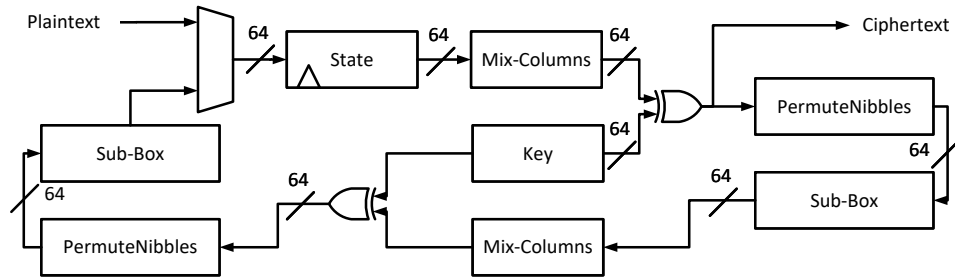 Plaintext
64
State
64
Mix-Columns
64
Ciphertext
PermuteNibbles
64
Sub-Box
Key
64
64
Sub-Box
64
64
PermuteNibbles
Mix-Columns